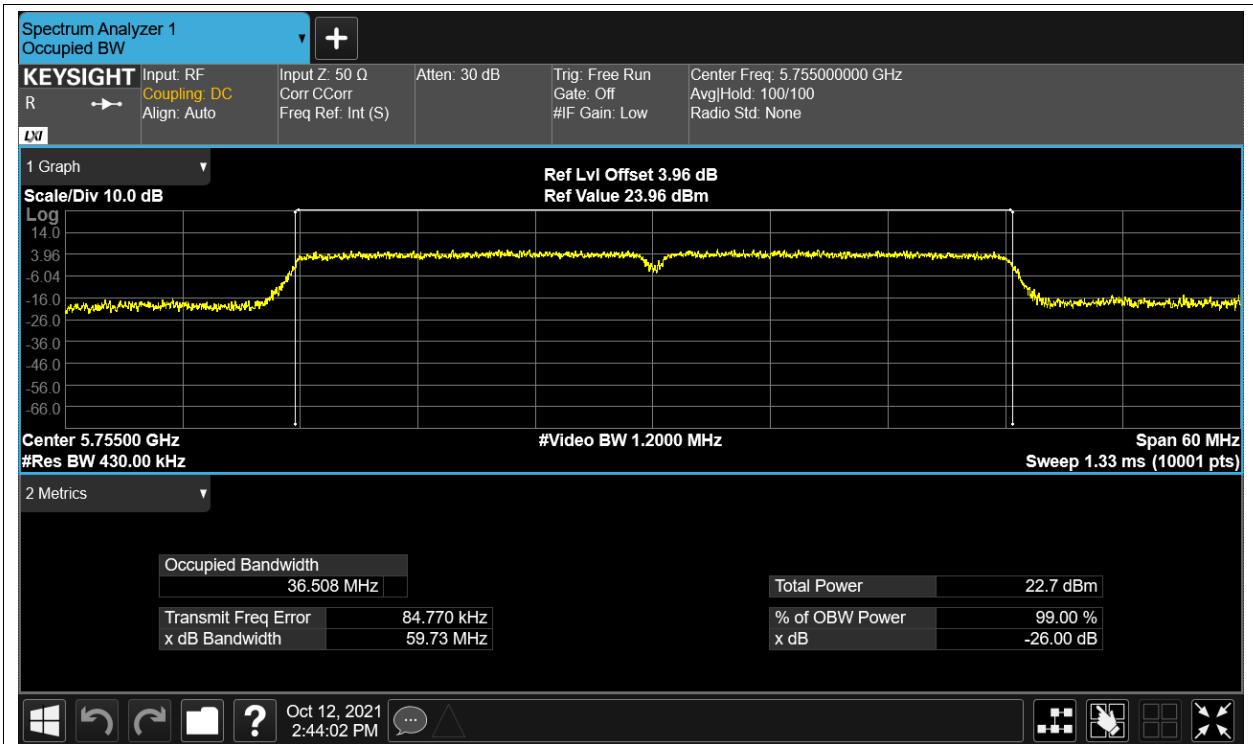 Spectrum Analyzer 1
Occupied BW
+
KEYSIGHT
R
LXI
Input: RF
Coupling: DC
Align: Auto
Input Z: 50 Ω
Corr CCorr
Freq Ref: Int (S)
Atten: 30 dB
Trig: Free Run
Gate: Off
#IF Gain: Low
Center Freq: 5.755000000 GHz
Avg|Hold: 100/100
Radio Std: None
1 Graph
Scale/Div 10.0 dB
Ref Lvl Offset 3.96 dB
Ref Value 23.96 dBm
Log
14.0
3.96
-6.04
-16.0
-26.0
-36.0
-46.0
-56.0
-66.0
Center 5.75500 GHz
#Video BW 1.2000 MHz
Span 60 MHz
#Res BW 430.00 kHz
Sweep 1.33 ms (10001 pts)
2 Metrics
Occupied Bandwidth
36.508 MHz
Total Power 22.7 dBm
Transmit Freq Error 84.770 kHz
% of OBW Power 99.00 %
x dB Bandwidth 59.73 MHz
x dB -26.00 dB
?
Oct 12, 2021
2:44:02 PM